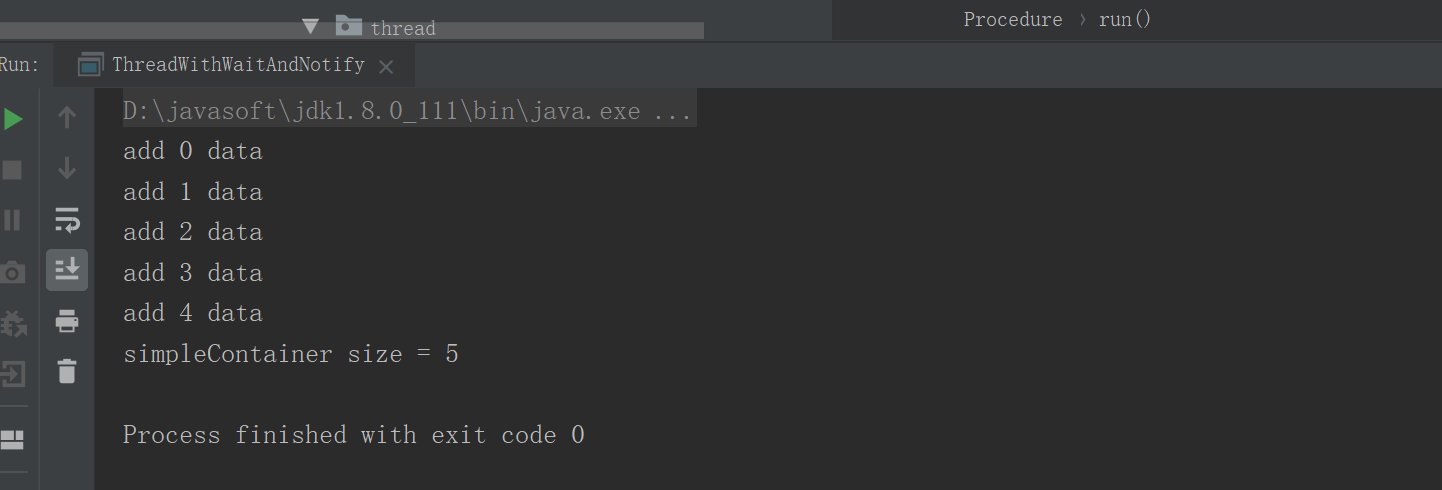 thread
Procedure › run()
Run:
ThreadWithWaitAndNotify
D:\javasoft\jdk1.8.0_111\bin\java.exe ...
add 0 data
add 1 data
add 2 data
add 3 data
add 4 data
simpleContainer size = 5
Process finished with exit code 0